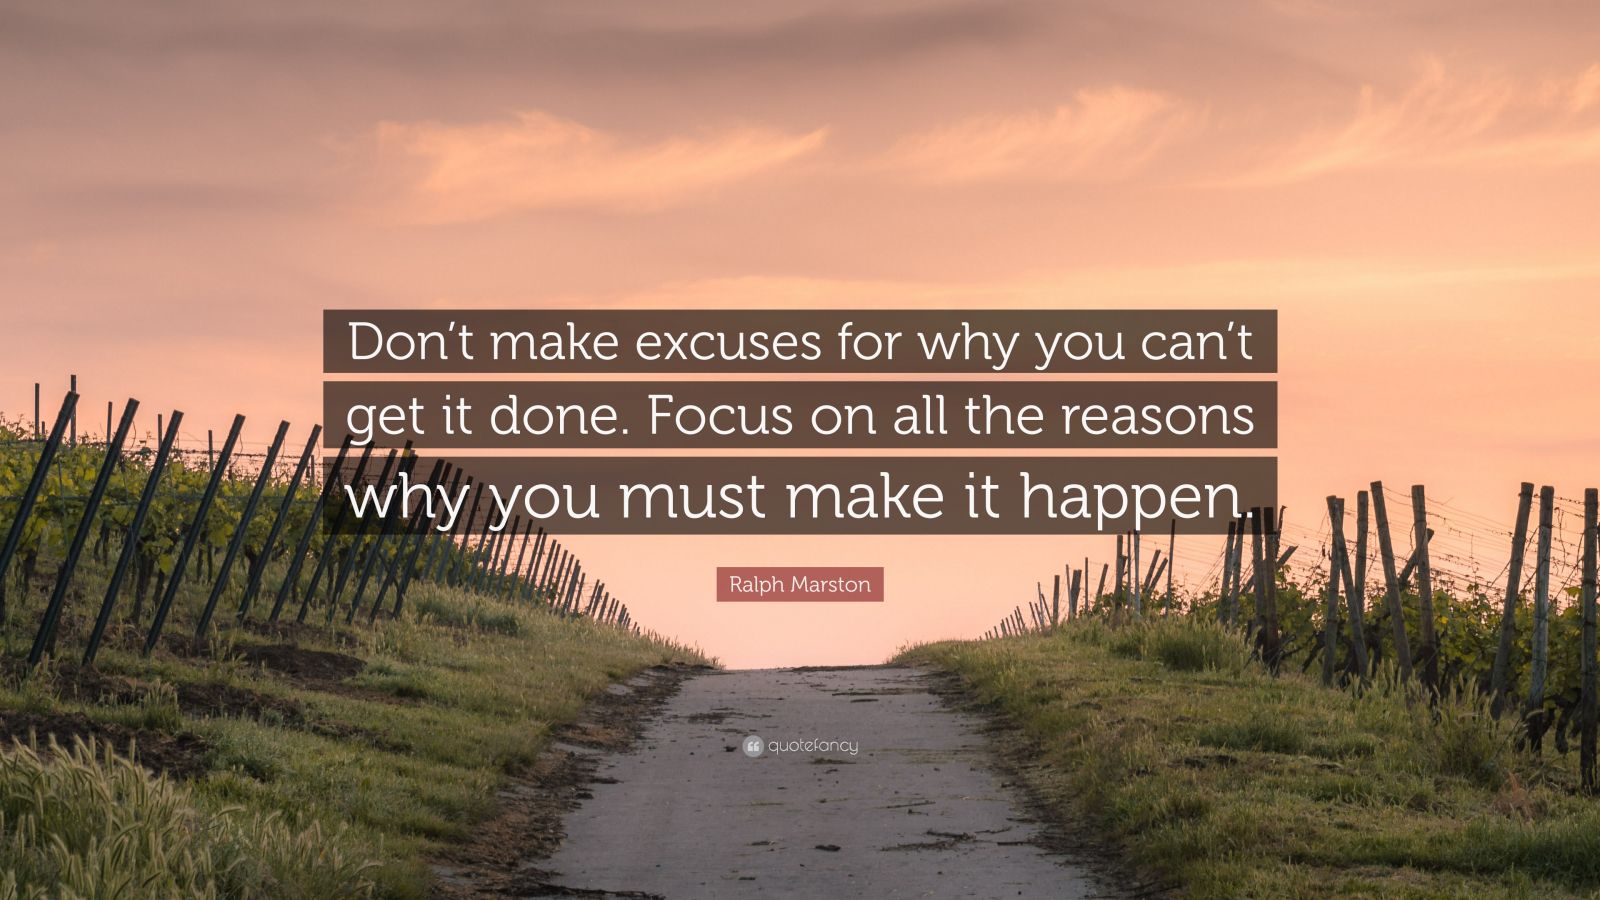 Don’t make excuses for why you can’t
get it done. Focus on all the reasons
why you must make it happen.
Ralph Marston
quotefancy